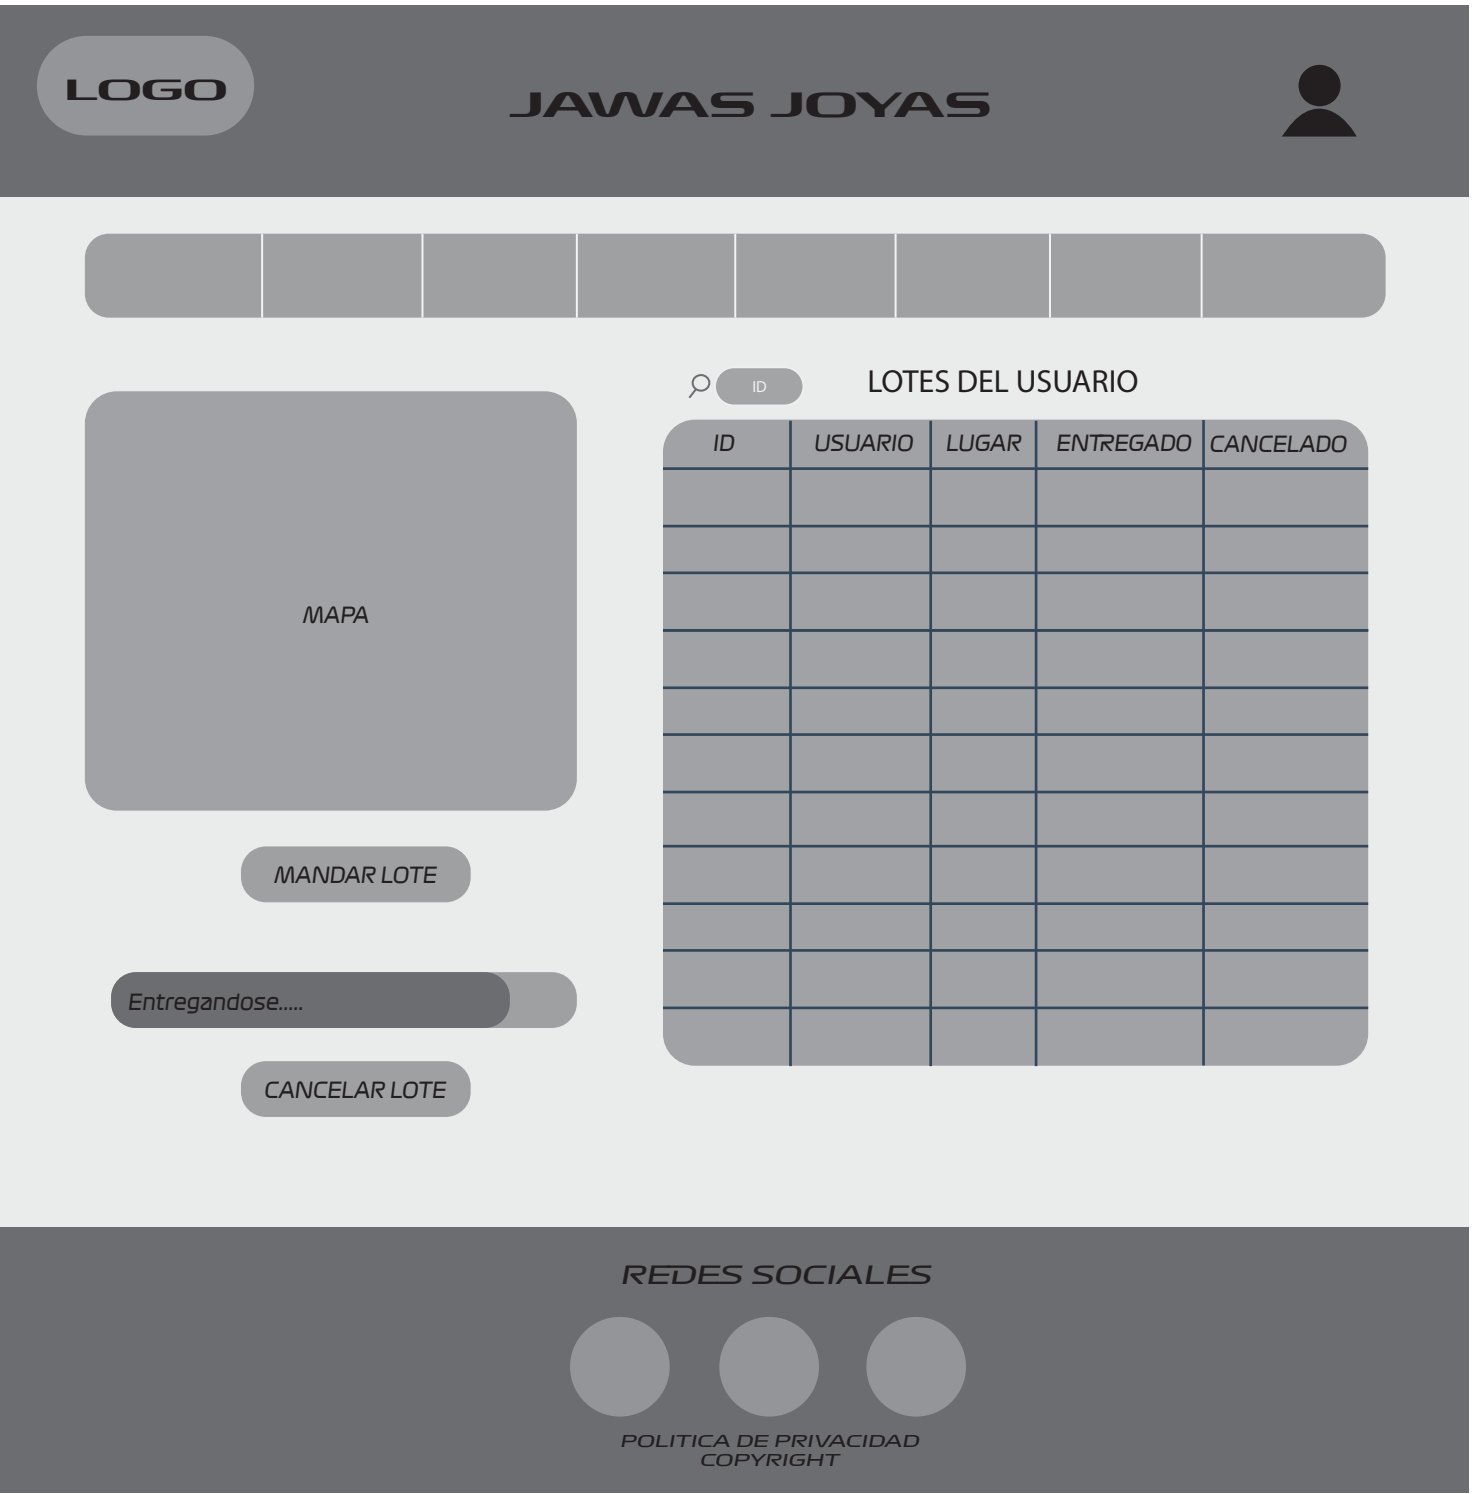 LOGO
JAWAS JOYAS
ID
LOTES DEL USUARIO
ID USUARIO LUGAR ENTREGADO CANCELADO
MAPA
MANDAR LOTE
Entregandose.....
CANCELAR LOTE
REDES SOCIALES
POLITICA DE PRIVACIDAD
COPYRIGHT